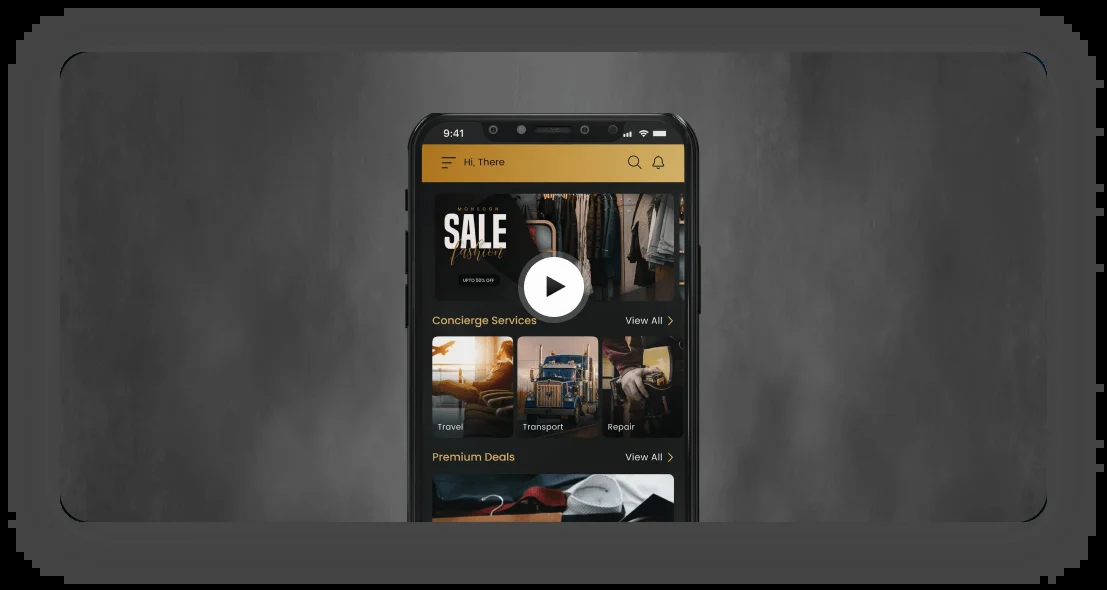 9:41
Hi, There
MONSOON
SALE
fashion
UPTO 50% OFF
Concierge Services
View All
Travel
Transport
Repair
Premium Deals
View All